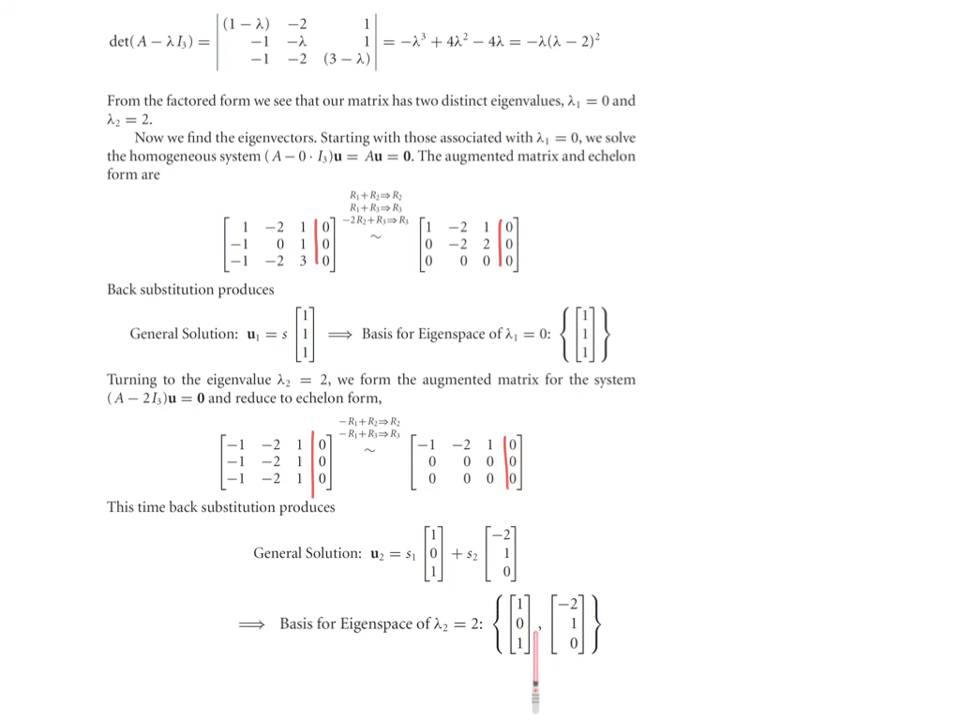 det(A − λI₃) = | (1 − λ) −2 1 | = −λ³ + 4λ² − 4λ = −λ(λ − 2)²
| −1 −λ 1 |
| −1 −2 (3 − λ) |
From the factored form we see that our matrix has two distinct eigenvalues, λ₁ = 0 and
λ₂ = 2.
Now we find the eigenvectors. Starting with those associated with λ₁ = 0, we solve
the homogeneous system (A − 0 · I₃)u = Au = 0. The augmented matrix and echelon
form are
R₁+R₂⇒R₂
R₁+R₃⇒R₃
−2R₂+R₃⇒R₃
[ 1 −2 1 | 0 ] ∼ [ 1 −2 1 | 0 ]
[ −1 0 1 | 0 ] [ 0 −2 2 | 0 ]
[ −1 −2 3 | 0 ] [ 0 0 0 | 0 ]
Back substitution produces
General Solution: u₁ = s [1 1 1] ⟹ Basis for Eigenspace of λ₁ = 0: { [1 1 1] }
Turning to the eigenvalue λ₂ = 2, we form the augmented matrix for the system
(A − 2I₃)u = 0 and reduce to echelon form,
−R₁+R₂⇒R₂
−R₁+R₃⇒R₃
[ −1 −2 1 | 0 ] ∼ [ −1 −2 1 | 0 ]
[ −1 −2 1 | 0 ] [ 0 0 0 | 0 ]
[ −1 −2 1 | 0 ] [ 0 0 0 | 0 ]
This time back substitution produces
General Solution: u₂ = s₁ [1 0 1] + s₂ [−2 1 0]
⟹ Basis for Eigenspace of λ₂ = 2: { [1 0 1], [−2 1 0] }